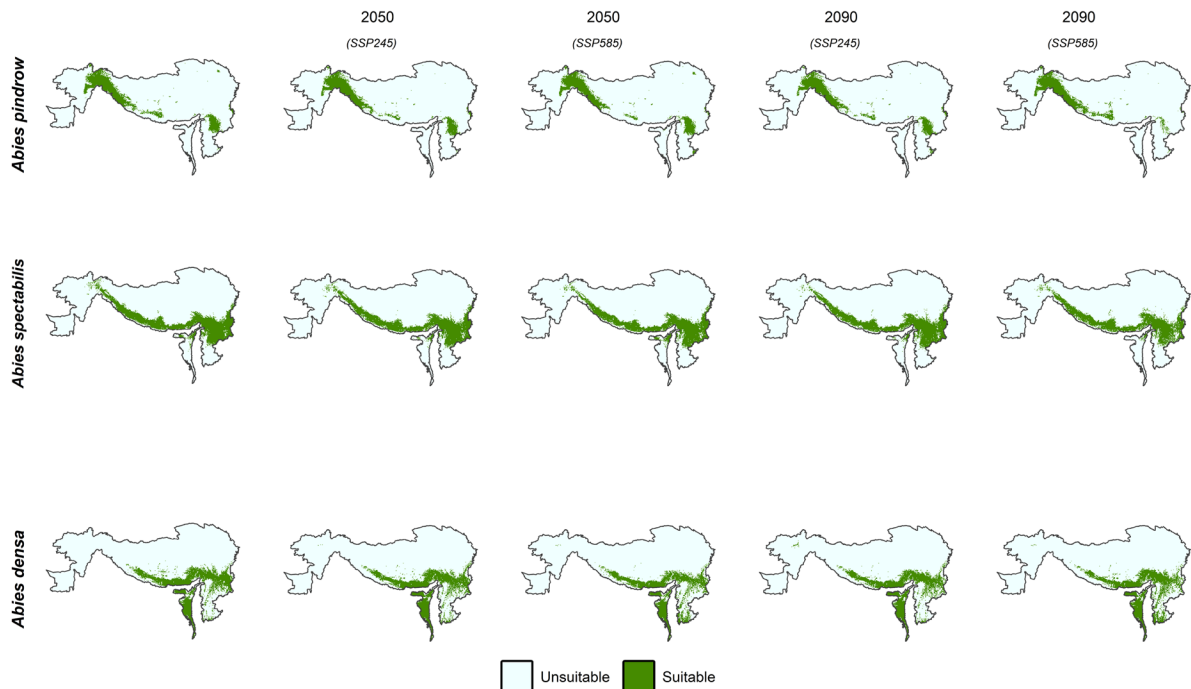 2050 2050 2090 2090
(SSP245) (SSP585) (SSP245) (SSP585)
Abies pindrow
Abies spectabilis
Abies densa
Unsuitable Suitable